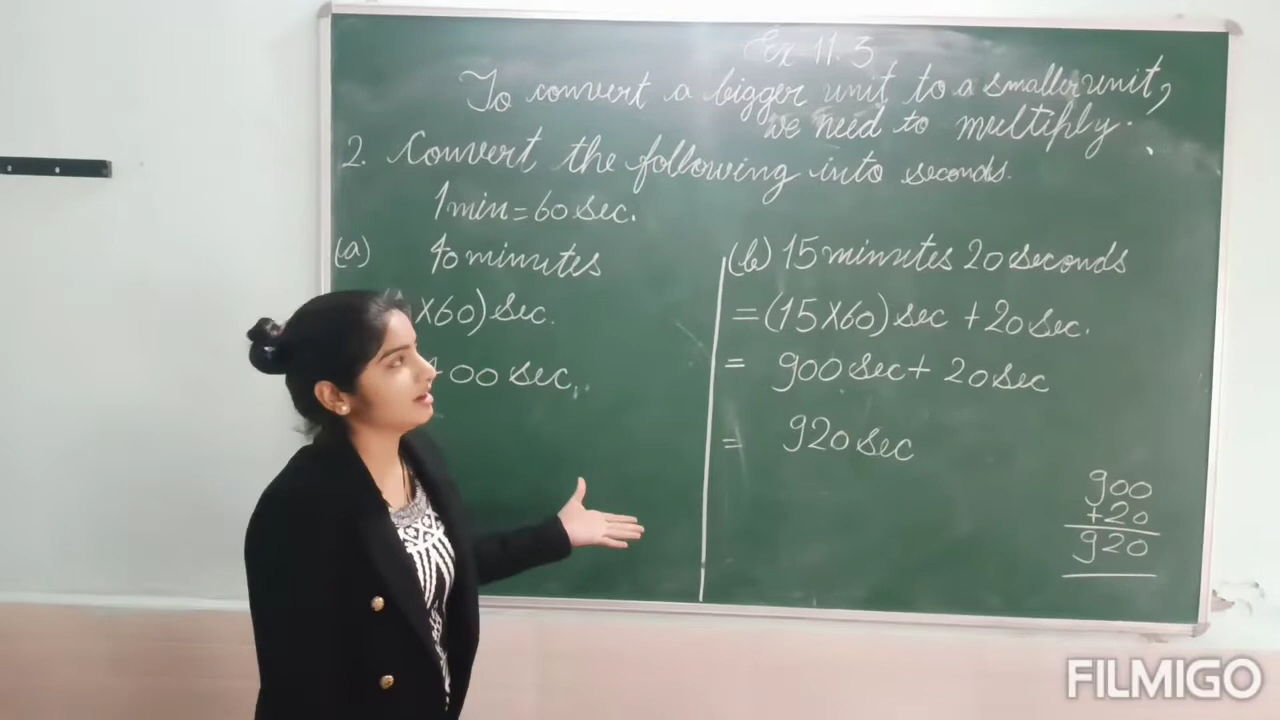 Ex 11.3
To convert a bigger unit to a smaller unit,
we need to multiply.
2. Convert the following into seconds.
1 min = 60 sec.
(a) 40 minutes
×60) sec.
400 sec.
(b) 15 minutes 20 seconds
= (15×60) sec + 20 sec.
= 900 sec + 20 sec
= 920 sec
900
+20
920
FILMIGO